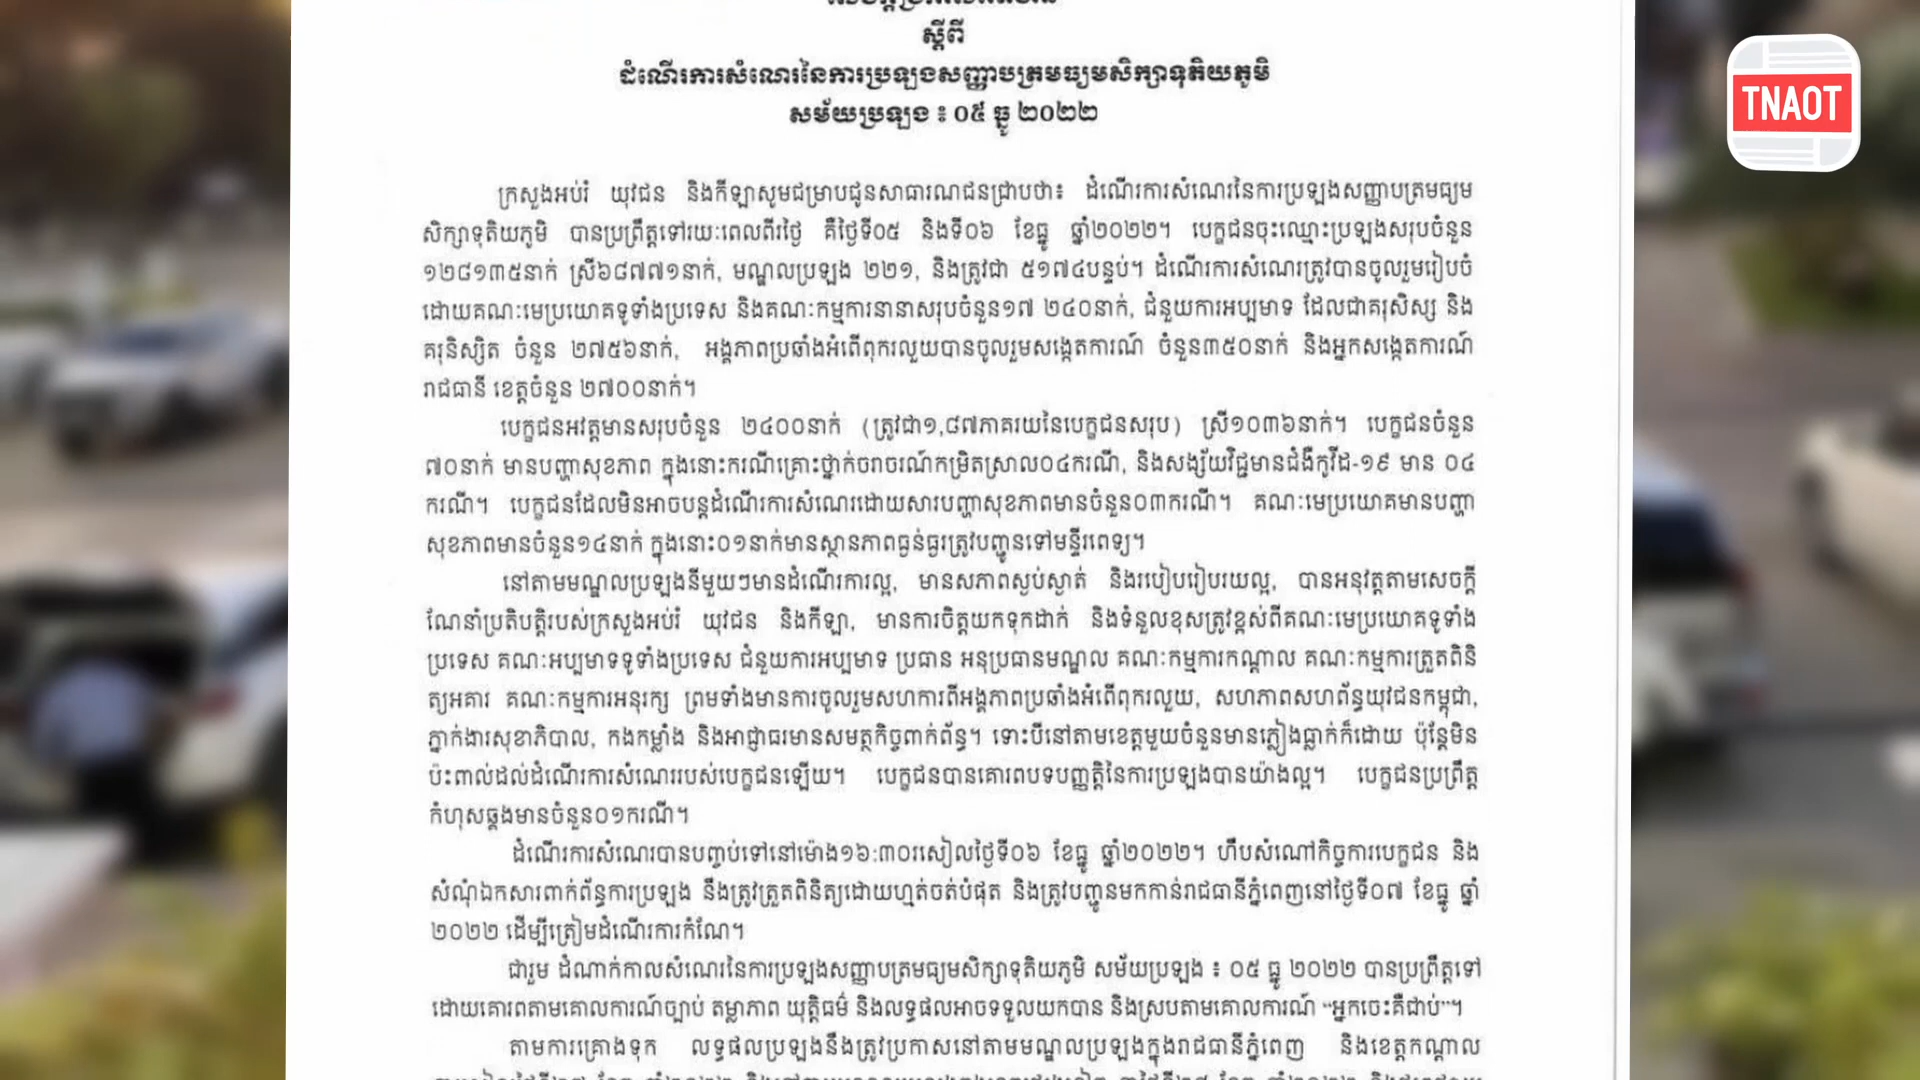 ស្តីពី
ដំណើរការសំណេរនៃការប្រឡងសញ្ញាបត្រមធ្យមសិក្សាទុតិយភូមិ
សម័យប្រឡង ៖ ០៥ ធ្នូ ២០២២
TNAOT
ក្រសួងអប់រំ យុវជន និងកីឡាសូមជម្រាបជូនសាធារណជនជ្រាបថា៖ ដំណើរការសំណេរនៃការប្រឡងសញ្ញាបត្រមធ្យម
សិក្សាទុតិយភូមិ បានប្រព្រឹត្តទៅរយៈពេលពីរថ្ងៃ គឺថ្ងៃទី០៥ និងទី០៦ ខែធ្នូ ឆ្នាំ២០២២។ បេក្ខជនចុះឈ្មោះប្រឡងសរុបចំនួន
១២៨១៣៥នាក់ ស្រី៦៨៧៧១នាក់, មណ្ឌលប្រឡង ២២១, និងត្រូវជា ៥១៧៤បន្ទប់។ ដំណើរការសំណេរត្រូវបានចូលរួមរៀបចំ
ដោយគណៈមេប្រយោគទូទាំងប្រទេស និងគណៈកម្មការនានាសរុបចំនួន១៧ ២៤០នាក់, ជំនួយការអប្បមាទ ដែលជាគរុសិស្ស និង
គរុនិស្សិត ចំនួន ២៧៥៦នាក់, អង្គភាពប្រឆាំងអំពើពុករលួយបានចូលរួមសង្កេតការណ៍ ចំនួន៣៥០នាក់ និងអ្នកសង្កេតការណ៍
រាជធានី ខេត្តចំនួន ២៧០០នាក់។
បេក្ខជនអវត្តមានសរុបចំនួន ២៤០០នាក់ (ត្រូវជា១,៨៧ភាគរយនៃបេក្ខជនសរុប) ស្រី១០៣៦នាក់។ បេក្ខជនចំនួន
៧០នាក់ មានបញ្ហាសុខភាព ក្នុងនោះករណីគ្រោះថ្នាក់ចរាចរណ៍កម្រិតស្រាល០៤ករណី, និងសង្ស័យវិជ្ជមានជំងឺកូវីដ-១៩ មាន ០៤
ករណី។ បេក្ខជនដែលមិនអាចបន្តដំណើរការសំណេរដោយសារបញ្ហាសុខភាពមានចំនួន០៣ករណី។ គណៈមេប្រយោគមានបញ្ហា
សុខភាពមានចំនួន១៤នាក់ ក្នុងនោះ០១នាក់មានស្ថានភាពធ្ងន់ធ្ងរត្រូវបញ្ជូនទៅមន្ទីរពេទ្យ។
នៅតាមមណ្ឌលប្រឡងនីមួយៗមានដំណើរការល្អ, មានសភាពស្ងប់ស្ងាត់ និងរបៀបរៀបរយល្អ, បានអនុវត្តតាមសេចក្តី
ណែនាំប្រតិបត្តិរបស់ក្រសួងអប់រំ យុវជន និងកីឡា, មានការចិត្តយកទុកដាក់ និងទំនួលខុសត្រូវខ្ពស់ពីគណៈមេប្រយោគទូទាំង
ប្រទេស គណៈអប្បមាទទូទាំងប្រទេស ជំនួយការអប្បមាទ ប្រធាន អនុប្រធានមណ្ឌល គណៈកម្មការកណ្តាល គណៈកម្មការត្រួតពិនិ
ត្យអគារ គណៈកម្មការអនុរក្ស ព្រមទាំងមានការចូលរួមសហការពីអង្គភាពប្រឆាំងអំពើពុករលួយ, សហភាពសហព័ន្ធយុវជនកម្ពុជា,
ភ្នាក់ងារសុខាភិបាល, កងកម្លាំង និងអាជ្ញាធរមានសមត្ថកិច្ចពាក់ព័ន្ធ។ ទោះបីនៅតាមខេត្តមួយចំនួនមានភ្លៀងធ្លាក់ក៏ដោយ ប៉ុន្តែមិន
ប៉ះពាល់ដល់ដំណើរការសំណេររបស់បេក្ខជនឡើយ។ បេក្ខជនបានគោរពបទបញ្ញត្តិនៃការប្រឡងបានយ៉ាងល្អ។ បេក្ខជនប្រព្រឹត្ត
កំហុសឆ្គងមានចំនួន០១ករណី។
ដំណើរការសំណេរបានបញ្ចប់ទៅនៅម៉ោង១៦:៣០រសៀលថ្ងៃទី០៦ ខែធ្នូ ឆ្នាំ២០២២។ ហឹបសំណៅកិច្ចការបេក្ខជន និង
សំណុំឯកសារពាក់ព័ន្ធការប្រឡង នឹងត្រូវត្រួតពិនិត្យដោយហ្មត់ចត់បំផុត និងត្រូវបញ្ជូនមកកាន់រាជធានីភ្នំពេញនៅថ្ងៃទី០៧ ខែធ្នូ ឆ្នាំ
២០២២ ដើម្បីត្រៀមដំណើរការកំណែ។
ជារួម ដំណាក់កាលសំណេរនៃការប្រឡងសញ្ញាបត្រមធ្យមសិក្សាទុតិយភូមិ សម័យប្រឡង ៖ ០៥ ធ្នូ ២០២២ បានប្រព្រឹត្តទៅ
ដោយគោរពតាមគោលការណ៍ច្បាប់ តម្លាភាព យុត្តិធម៌ និងលទ្ធផលអាចទទួលយកបាន និងស្របតាមគោលការណ៍ “អ្នកចេះគឺជាប់”។
តាមការគ្រោងទុក លទ្ធផលប្រឡងនឹងត្រូវប្រកាសនៅតាមមណ្ឌលប្រឡងក្នុងរាជធានីភ្នំពេញ និងខេត្តកណ្តាល